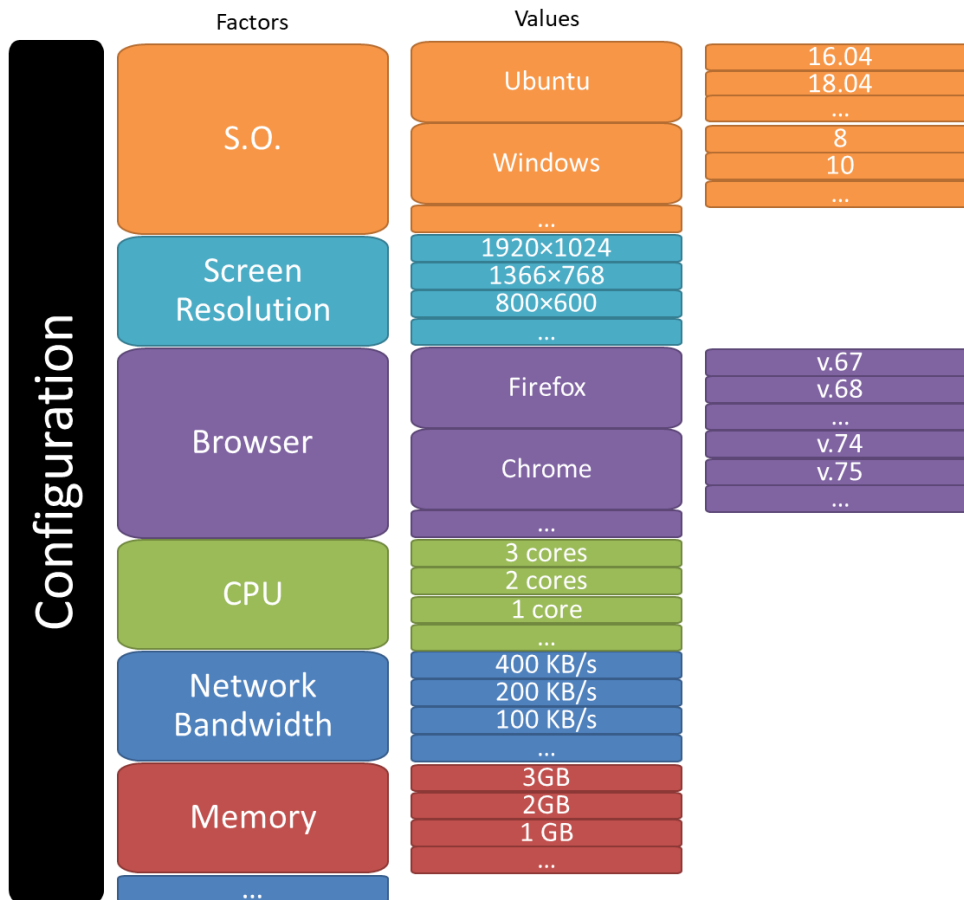 Factors
Values
Configuration
S.O.
Ubuntu
16.04
18.04
...
Windows
8
10
...
...
Screen
Resolution
1920×1024
1366×768
800×600
...
Browser
Firefox
v.67
v.68
...
Chrome
v.74
v.75
...
...
CPU
3 cores
2 cores
1 core
...
Network
Bandwidth
400 KB/s
200 KB/s
100 KB/s
...
Memory
3GB
2GB
1 GB
...
...